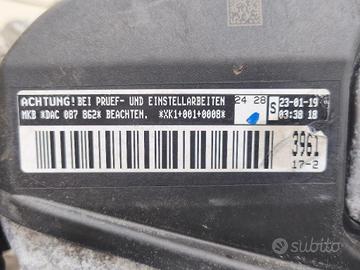 ACHTUNG! BEI PRUEF- UND EINSTELLARBEITEN
MKB *DAC 087 862* BEACHTEN. *XK1+001+0008*
24 28
S
23-01-19
03:38 18
3961
17-2
subito